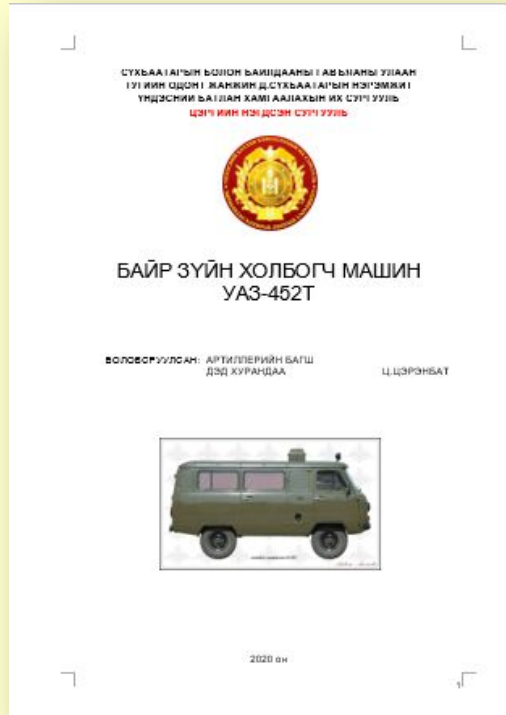 СҮХБААТАРЫН БОЛОН БАЙЛДААНЫ ГАВЬЯАНЫ УЛААН
ТУГИЙН ОДОНТ ЖАНЖИН Д.СҮХБААТАРЫН НЭРЭМЖИТ
ҮНДЭСНИЙ БАТЛАН ХАМГААЛАХЫН ИХ СУРГУУЛЬ
ЦЭРГИЙН НЭГДСЭН СУРГУУЛЬ
БАЙР ЗҮЙН ХОЛБОГЧ МАШИН
УАЗ-452Т
БОЛОВСРУУЛСАН: АРТИЛЛЕРИЙН БАГШ
ДЭД ХУРАНДАА Ц.ЦЭРЭНБАТ
2020 он
1